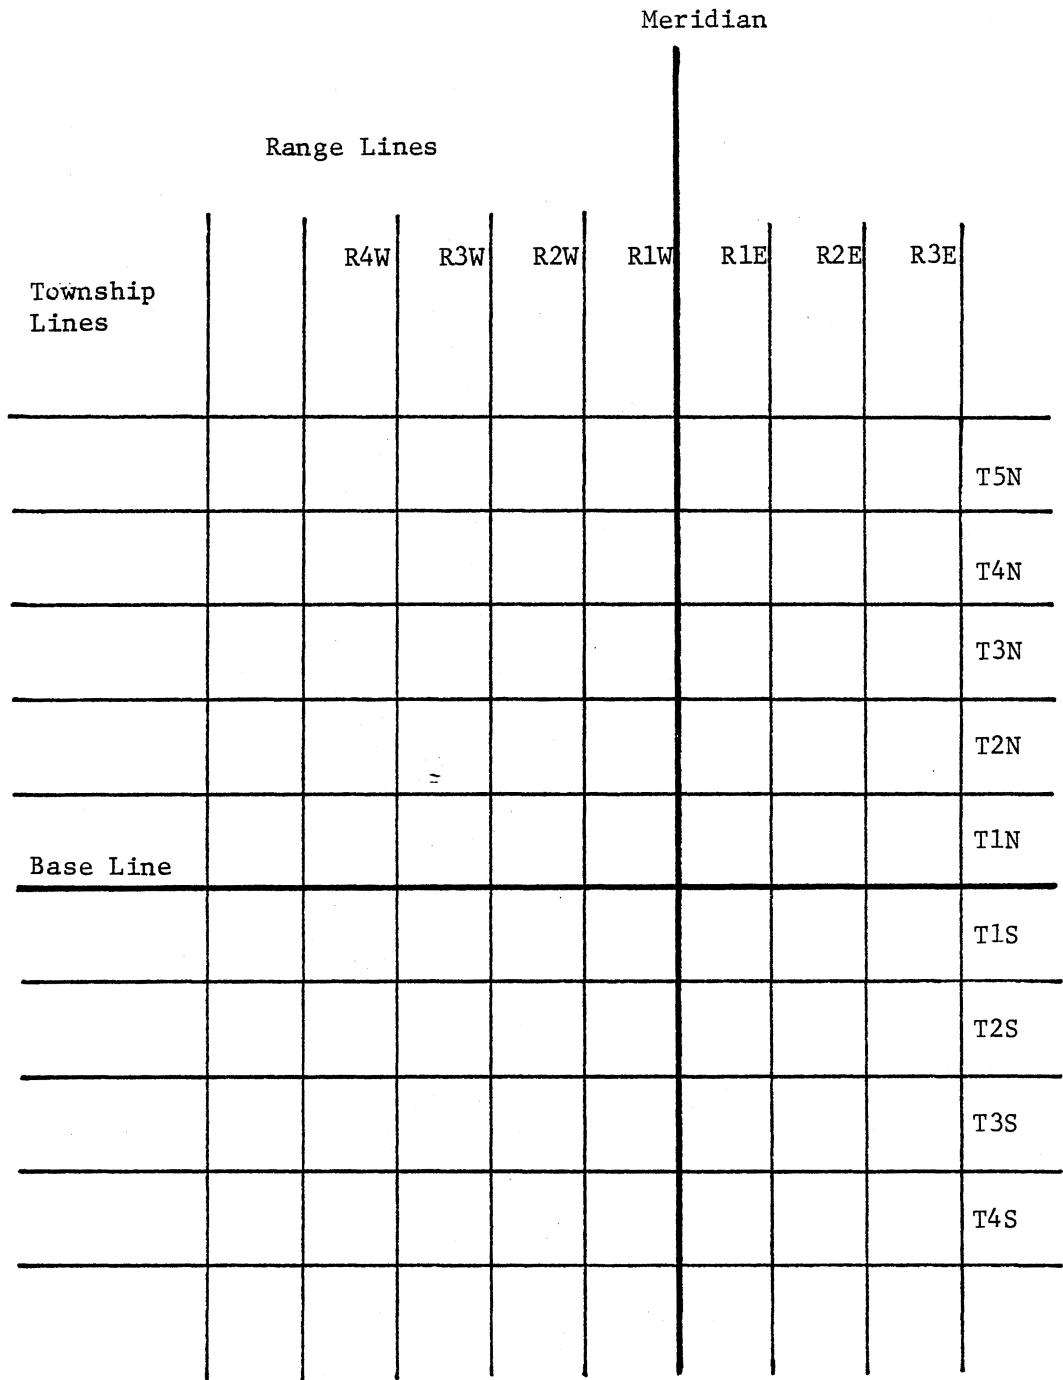 Meridian
Range Lines
R4W R3W R2W R1W R1E R2E R3E
Township
Lines
T5N
T4N
T3N
T2N
T1N
Base Line
T1S
T2S
T3S
T4S